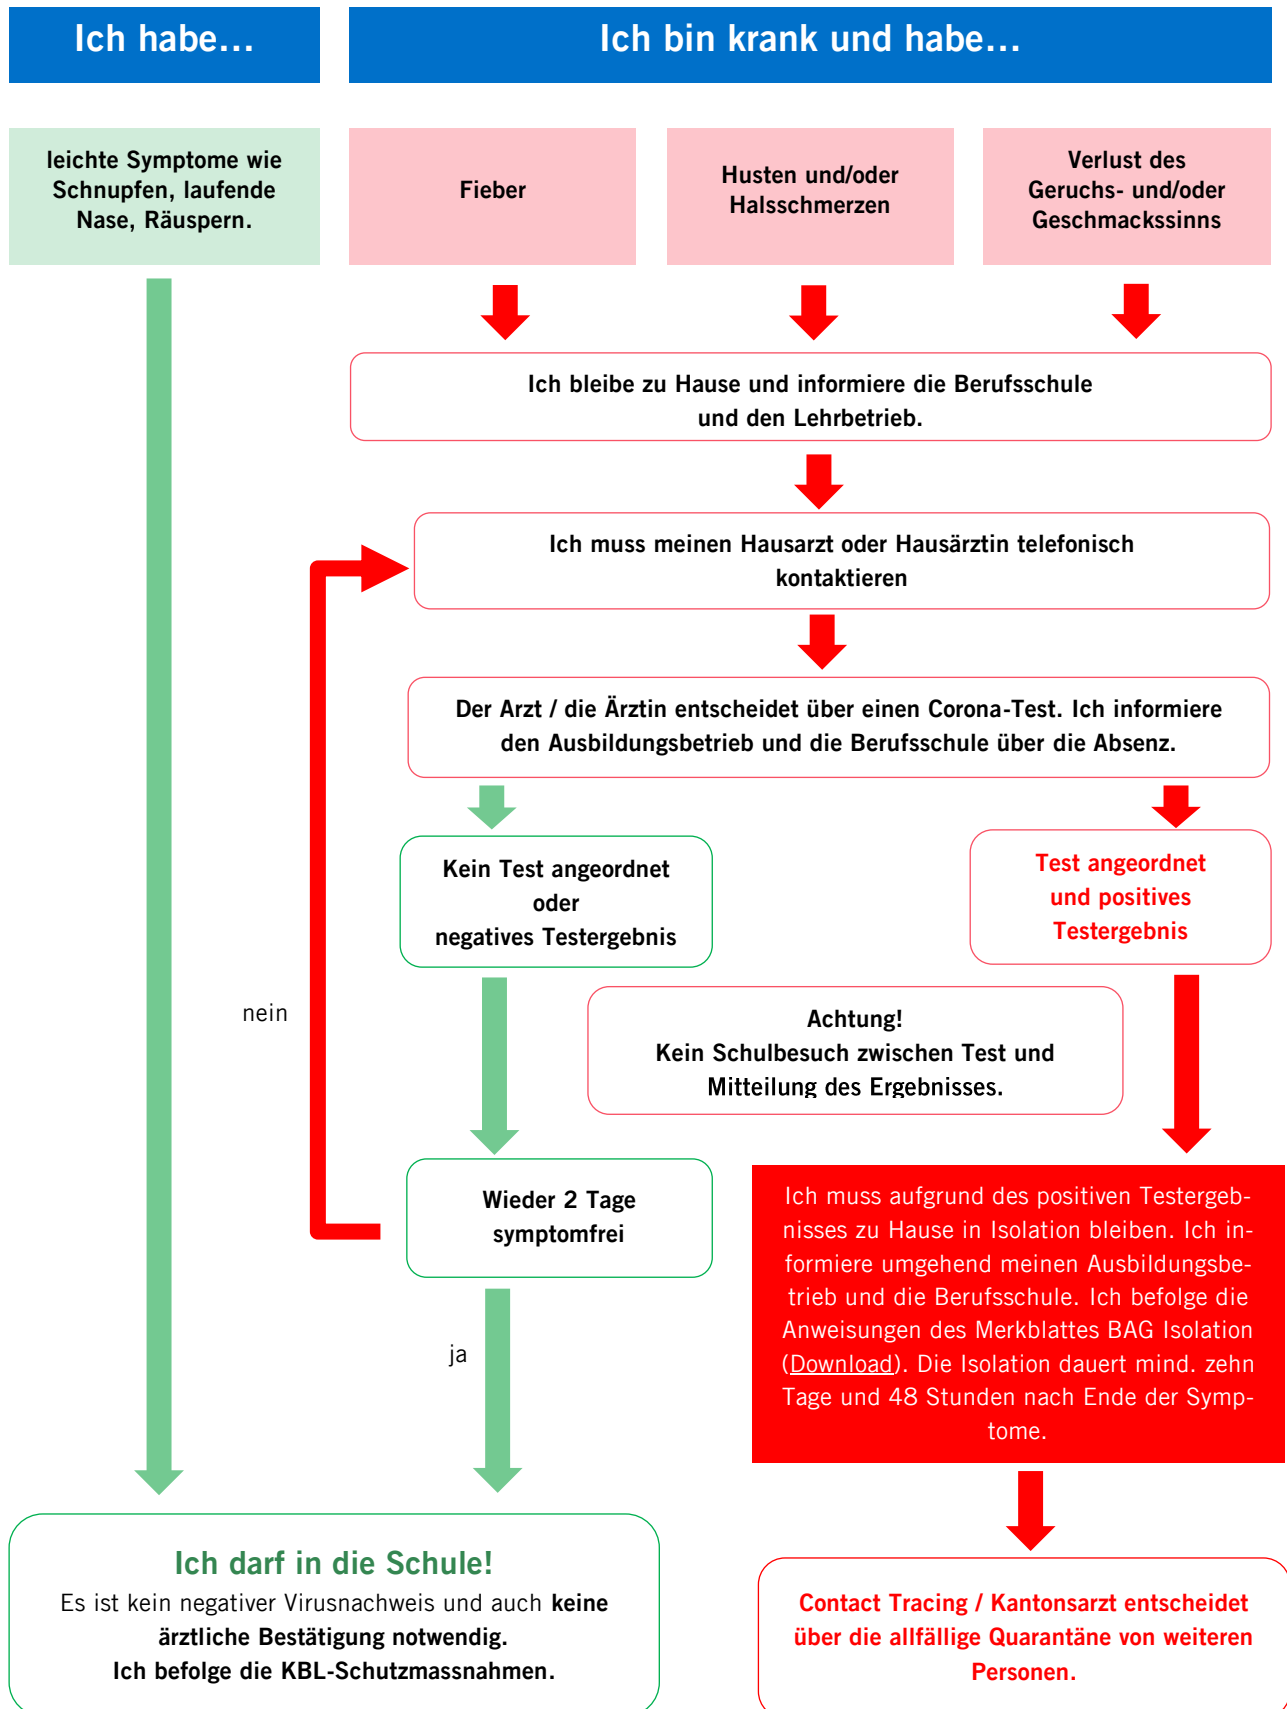 Ich habe...
Ich bin krank und habe...
leichte Symptome wie
Schnupfen, laufende
Nase, Räuspern.
Fieber
Husten und/oder
Halsschmerzen
Verlust des
Geruchs- und/oder
Geschmackssinns
Ich bleibe zu Hause und informiere die Berufsschule
und den Lehrbetrieb.
Ich muss meinen Hausarzt oder Hausärztin telefonisch
kontaktieren
Der Arzt / die Ärztin entscheidet über einen Corona-Test. Ich informiere
den Ausbildungsbetrieb und die Berufsschule über die Absenz.
Kein Test angeordnet
oder
negatives Testergebnis
Test angeordnet
und positives
Testergebnis
nein
Achtung!
Kein Schulbesuch zwischen Test und
Mitteilung des Ergebnisses.
Wieder 2 Tage
symptomfrei
ja
Ich muss aufgrund des positiven Testergeb-
nisses zu Hause in Isolation bleiben. Ich in-
formiere umgehend meinen Ausbildungsbe-
trieb und die Berufsschule. Ich befolge die
Anweisungen des Merkblattes BAG Isolation
(Download). Die Isolation dauert mind. zehn
Tage und 48 Stunden nach Ende der Symp-
tome.
Ich darf in die Schule!
Es ist kein negativer Virusnachweis und auch keine
ärztliche Bestätigung notwendig.
Ich befolge die KBL-Schutzmassnahmen.
Contact Tracing / Kantonsarzt entscheidet
über die allfällige Quarantäne von weiteren
Personen.